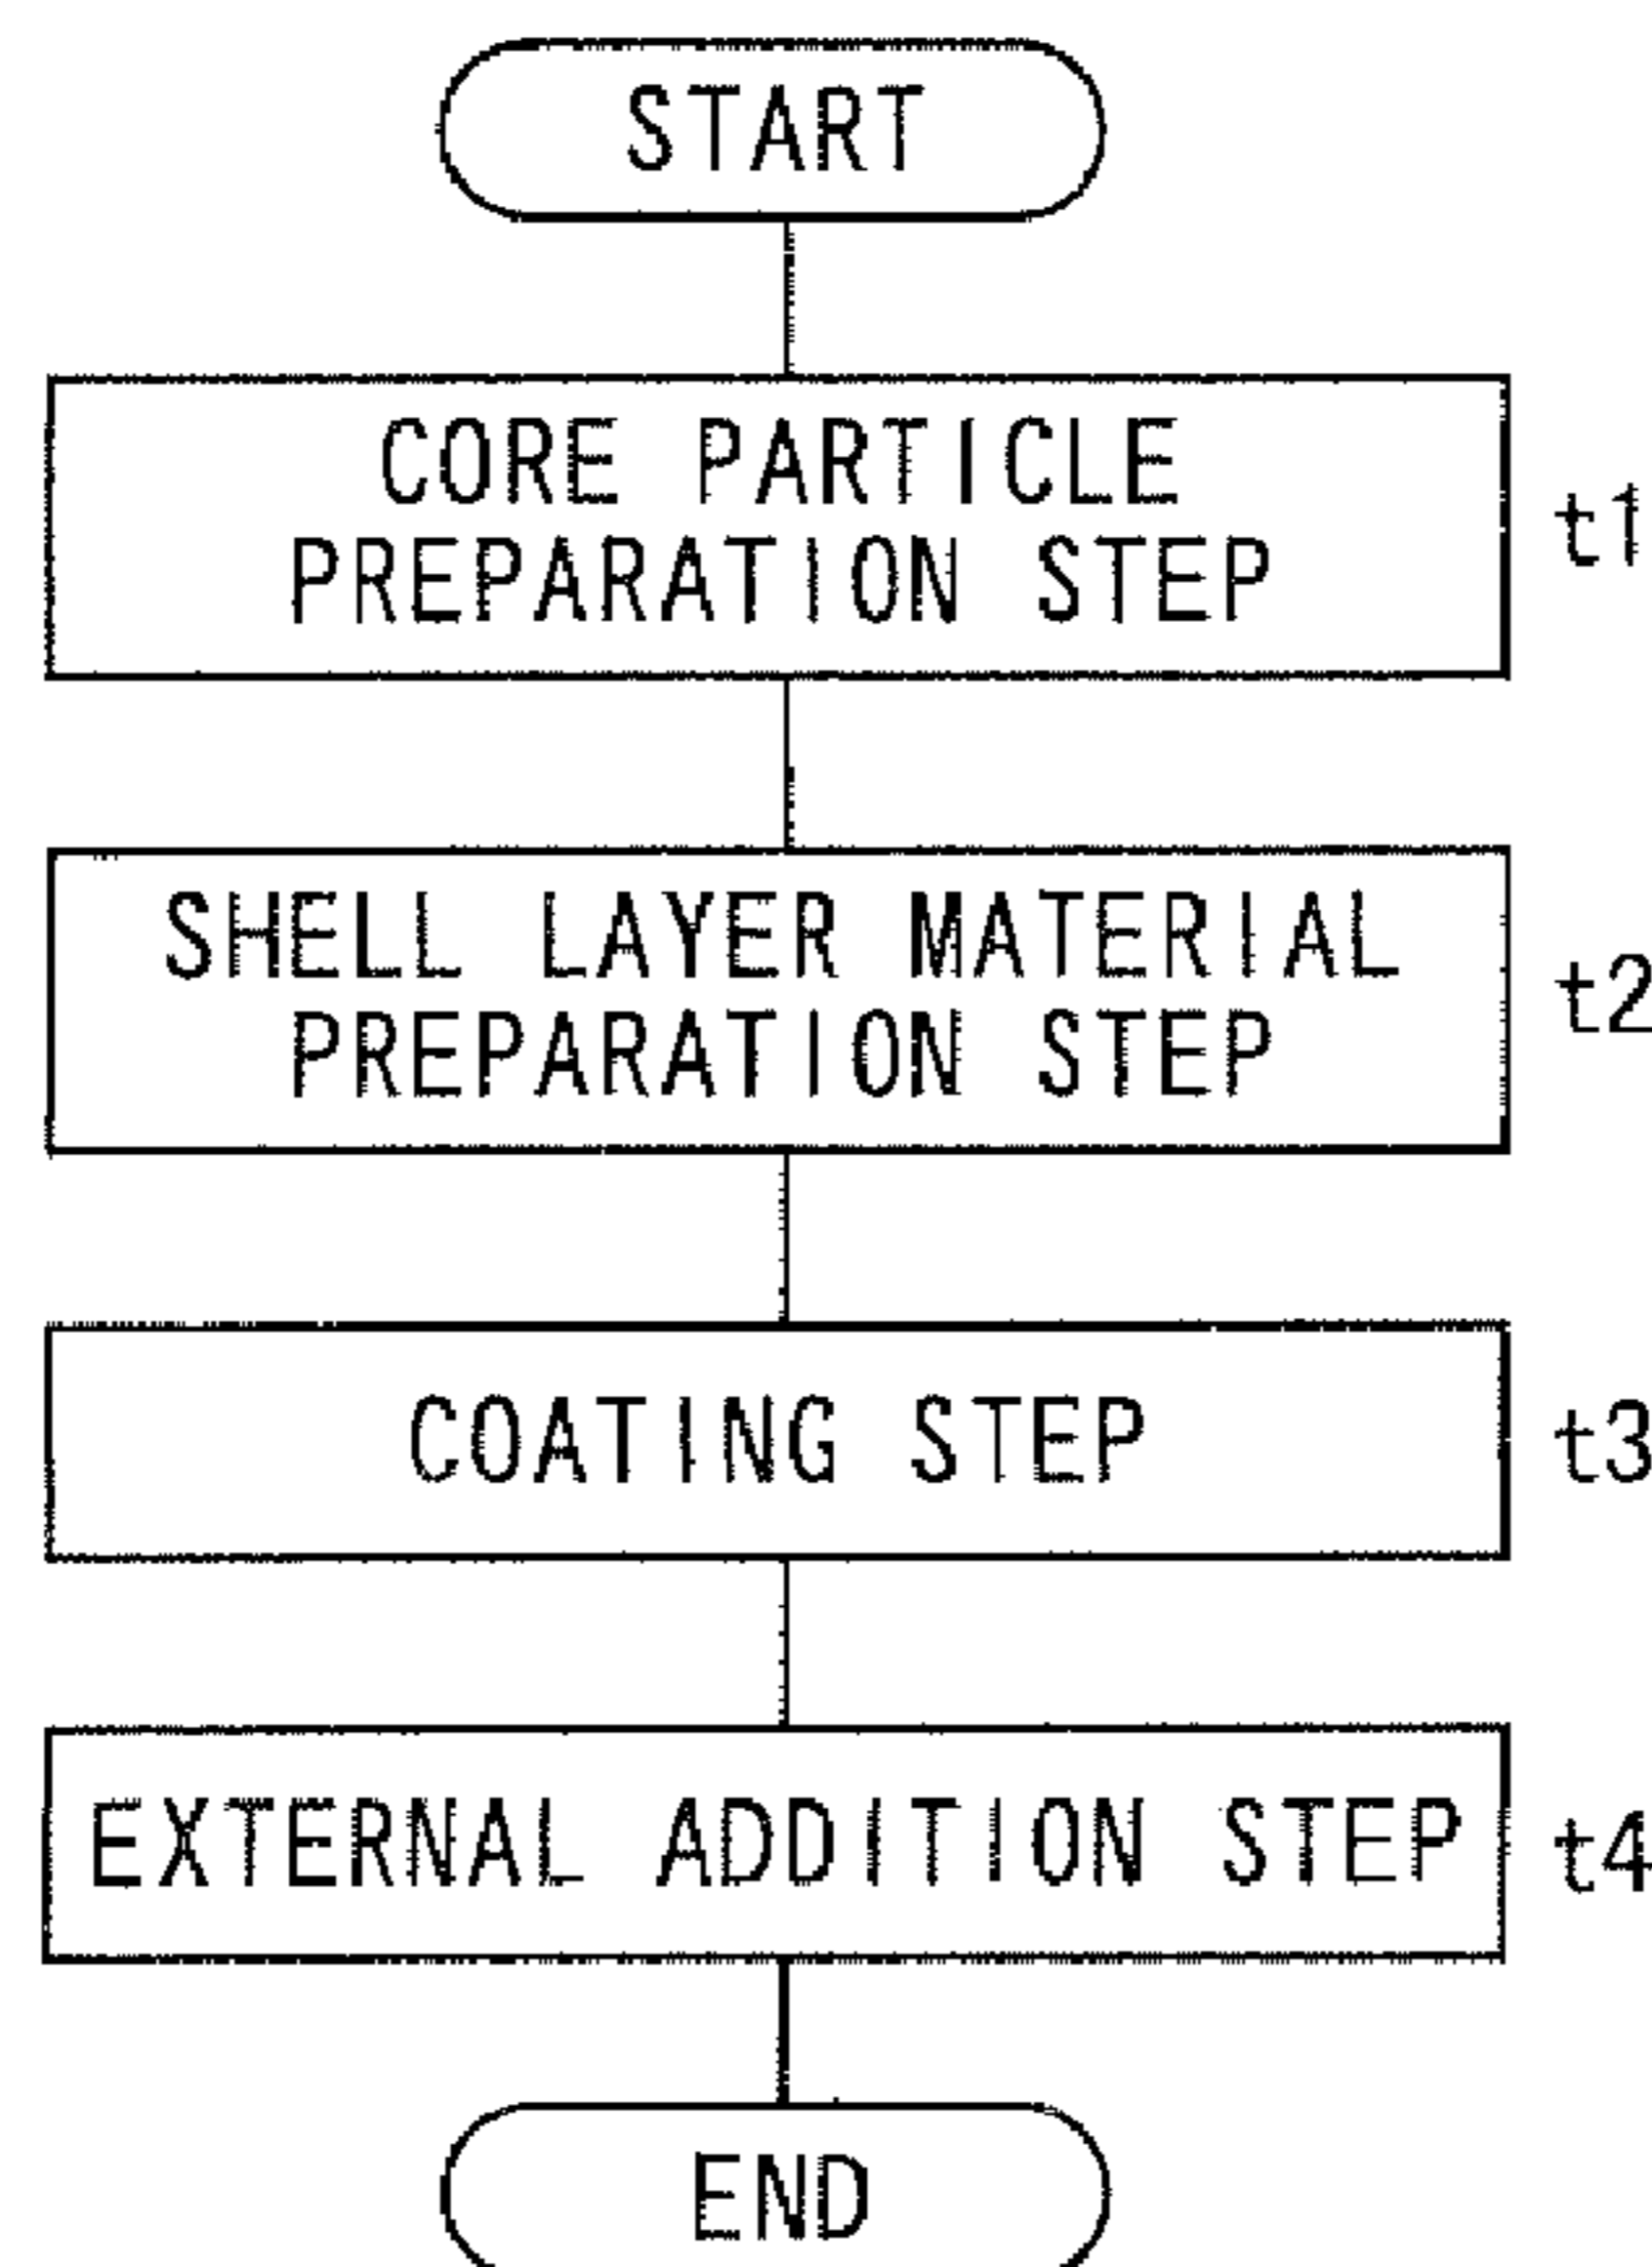 START
CORE PARTICLE
PREPARATION STEP
t1
SHELL LAYER MATERIAL
PREPARATION STEP
t2
COATING STEP
t3
EXTERNAL ADDITION STEP
t4
END